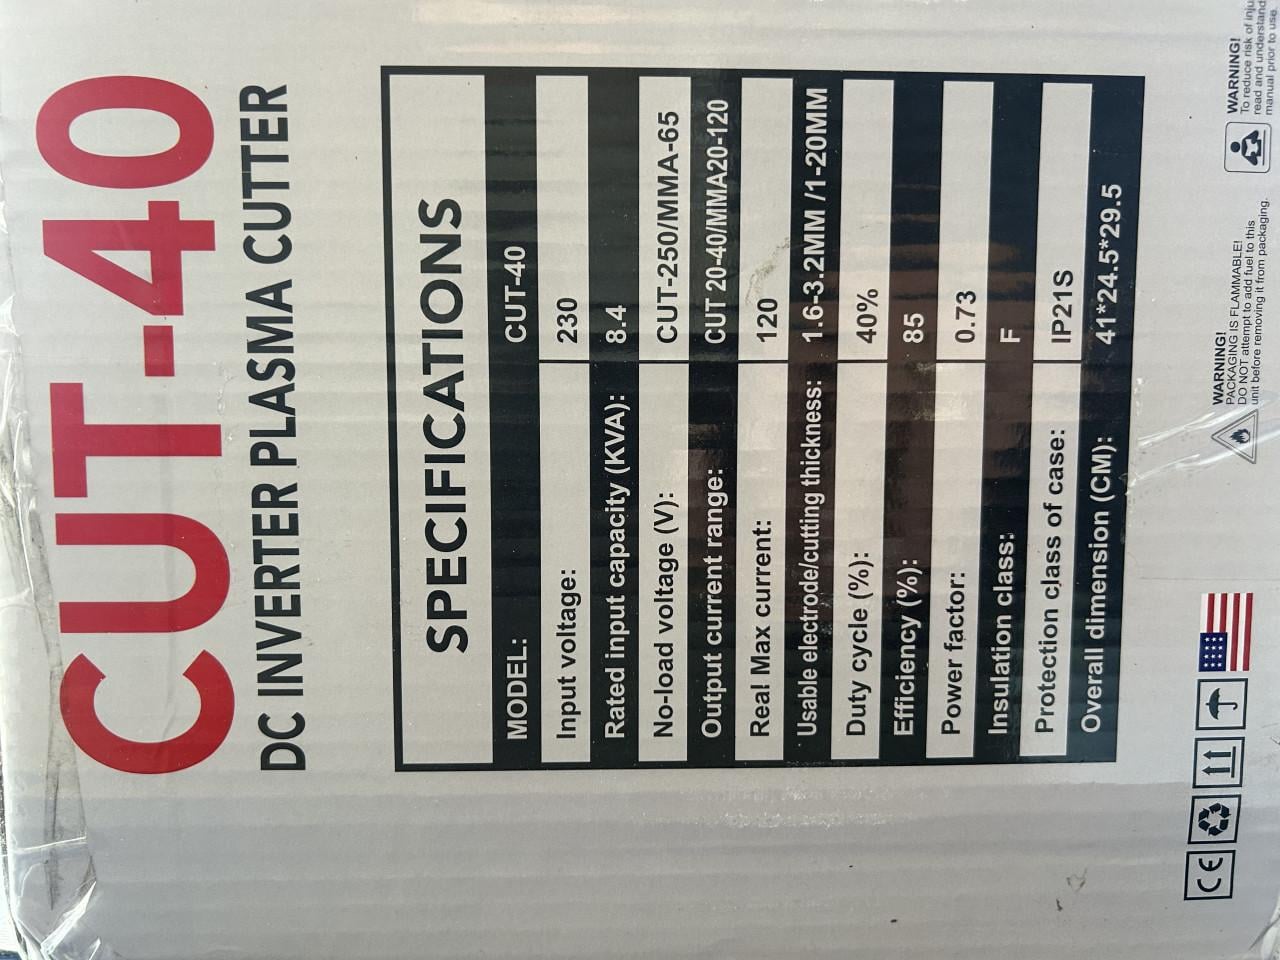 CUT-40
DC INVERTER PLASMA CUTTER
SPECIFICATIONS
MODEL: CUT-40
Input voltage: 230
Rated input capacity (KVA): 8.4
No-load voltage (V): CUT-250/MMA-65
Output current range: CUT 20-40/MMA20-120
Real Max current: 120
Usable electrode/cutting thickness: 1.6-3.2MM /1-20MM
Duty cycle (%): 40%
Efficiency (%): 85
Power factor: 0.73
Insulation class: F
Protection class of case: IP21S
Overall dimension (CM): 41*24.5*29.5
CE
WARNING!
PACKAGING IS FLAMMABLE!
DO NOT attempt to add fuel to this
unit before removing it from packaging.
WARNING!
To reduce risk of inju
read and understand
manual prior to use